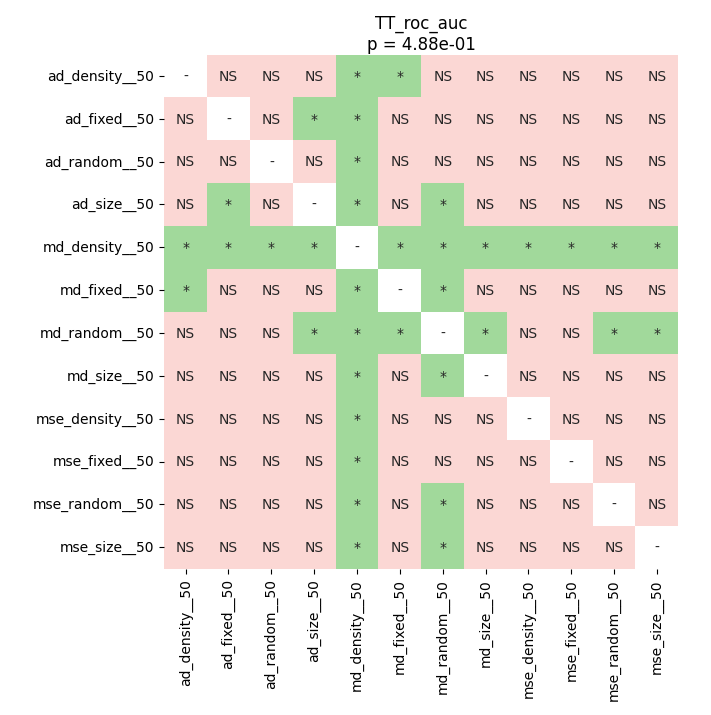 TT_roc_auc
p = 4.88e-01
ad_density__50 - NS NS NS * * NS NS NS NS NS NS
ad_fixed__50 NS - NS * * NS NS NS NS NS NS NS
ad_random__50 NS NS - NS * NS NS NS NS NS NS NS
ad_size__50 NS * NS - * NS * NS NS NS NS NS
md_density__50 * * * * - * * * * * * *
md_fixed__50 * NS NS NS * - * NS NS NS NS NS
md_random__50 NS NS NS * * * - * NS NS * *
md_size__50 NS NS NS NS * NS * - NS NS NS NS
mse_density__50 NS NS NS NS * NS NS NS - NS NS NS
mse_fixed__50 NS NS NS NS * NS NS NS NS - NS NS
mse_random__50 NS NS NS NS * NS * NS NS NS - NS
mse_size__50 NS NS NS NS * NS * NS NS NS NS -
ad_density__50
ad_fixed__50
ad_random__50
ad_size__50
md_density__50
md_fixed__50
md_random__50
md_size__50
mse_density__50
mse_fixed__50
mse_random__50
mse_size__50